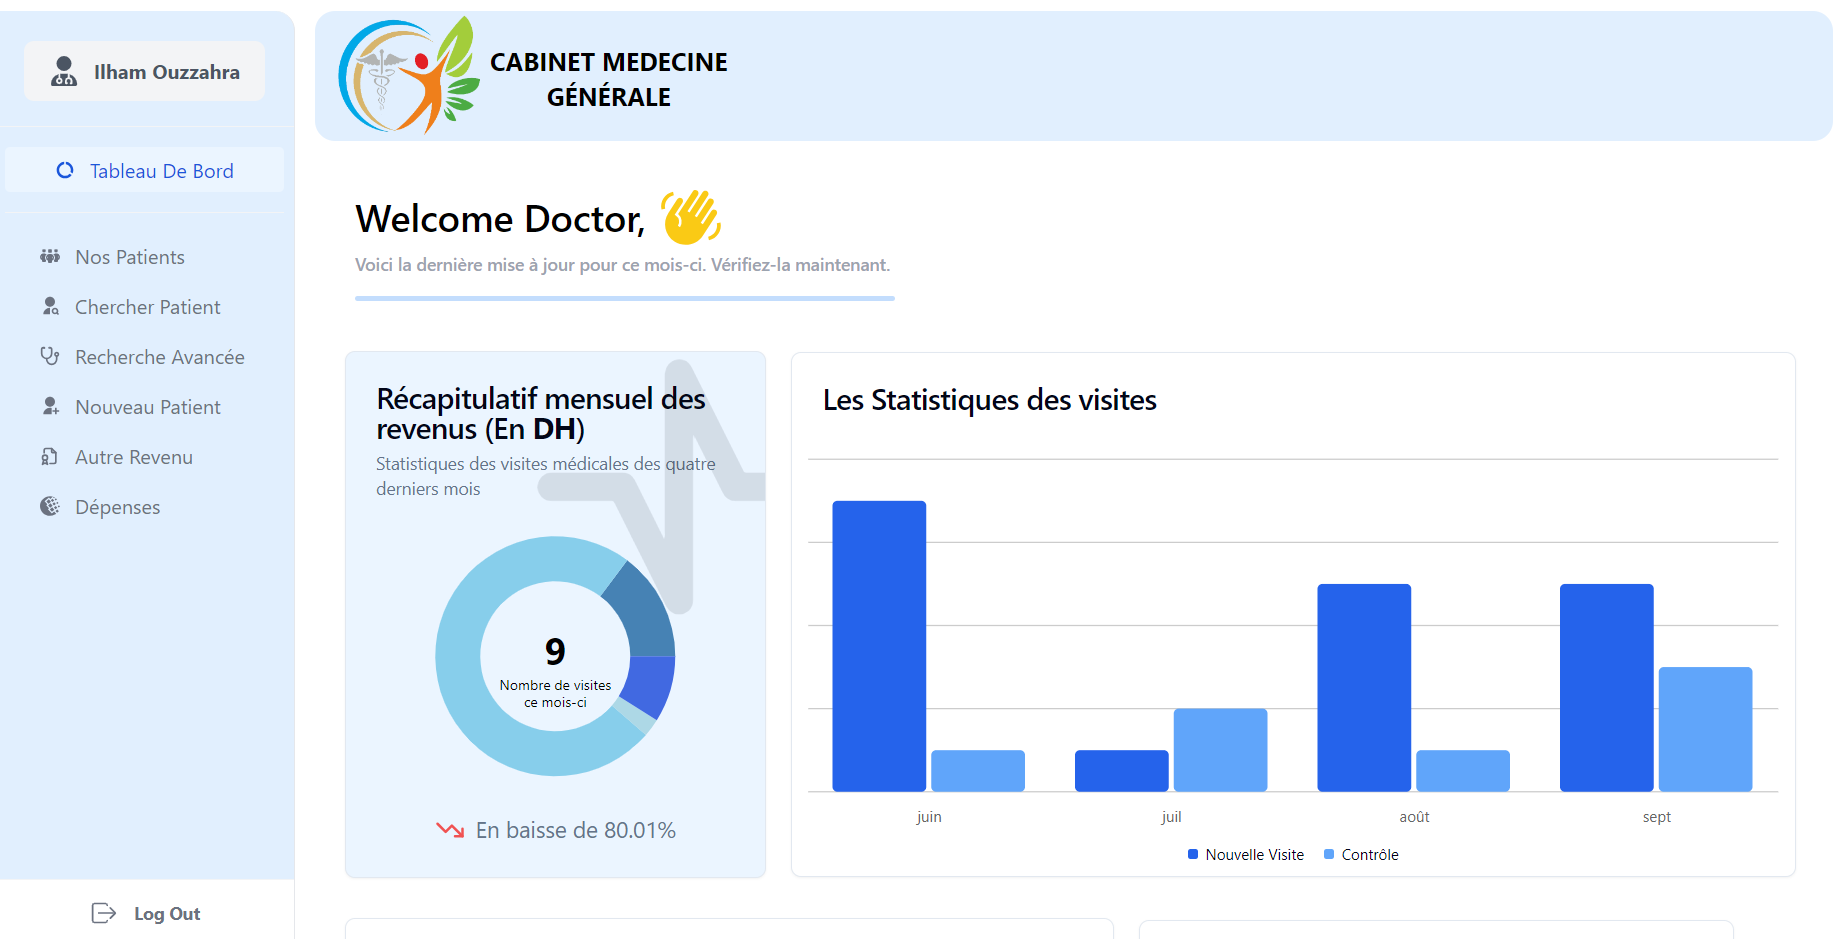 Ilham Ouzzahra
Tableau De Bord
Nos Patients
Chercher Patient
Recherche Avancée
Nouveau Patient
Autre Revenu
Dépenses
Log Out
CABINET MEDECINE
GÉNÉRALE
Welcome Doctor,
Voici la dernière mise à jour pour ce mois-ci. Vérifiez-la maintenant.
Récapitulatif mensuel des
revenus (En DH)
Statistiques des visites médicales des quatre
derniers mois
9
Nombre de visites
ce mois-ci
En baisse de 80.01%
Les Statistiques des visites
juin
juil
août
sept
Nouvelle Visite
Contrôle